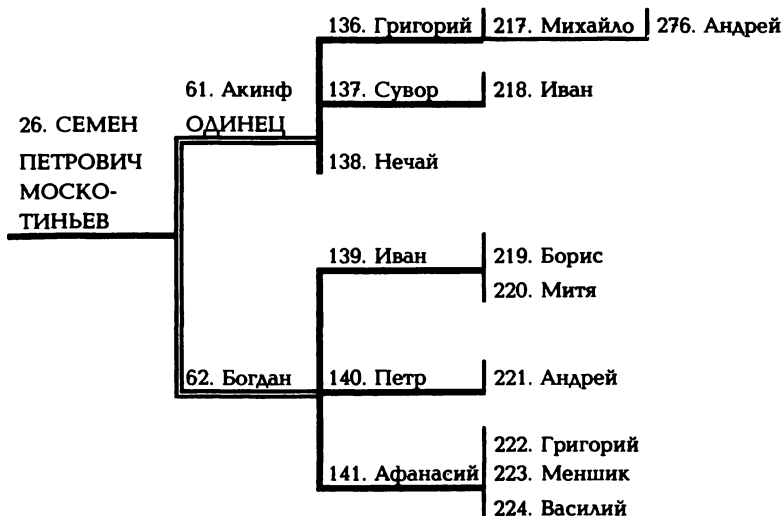 136. Григорий
217. Михайло
276. Андрей
61. Акинф
ОДИНЕЦ
137. Сувор
218. Иван
26. СЕМЕН
ПЕТРОВИЧ
МОСКО-
ТИНЬЕВ
138. Нечай
139. Иван
219. Борис
220. Митя
62. Богдан
140. Петр
221. Андрей
141. Афанасий
222. Григорий
223. Меншик
224. Василий